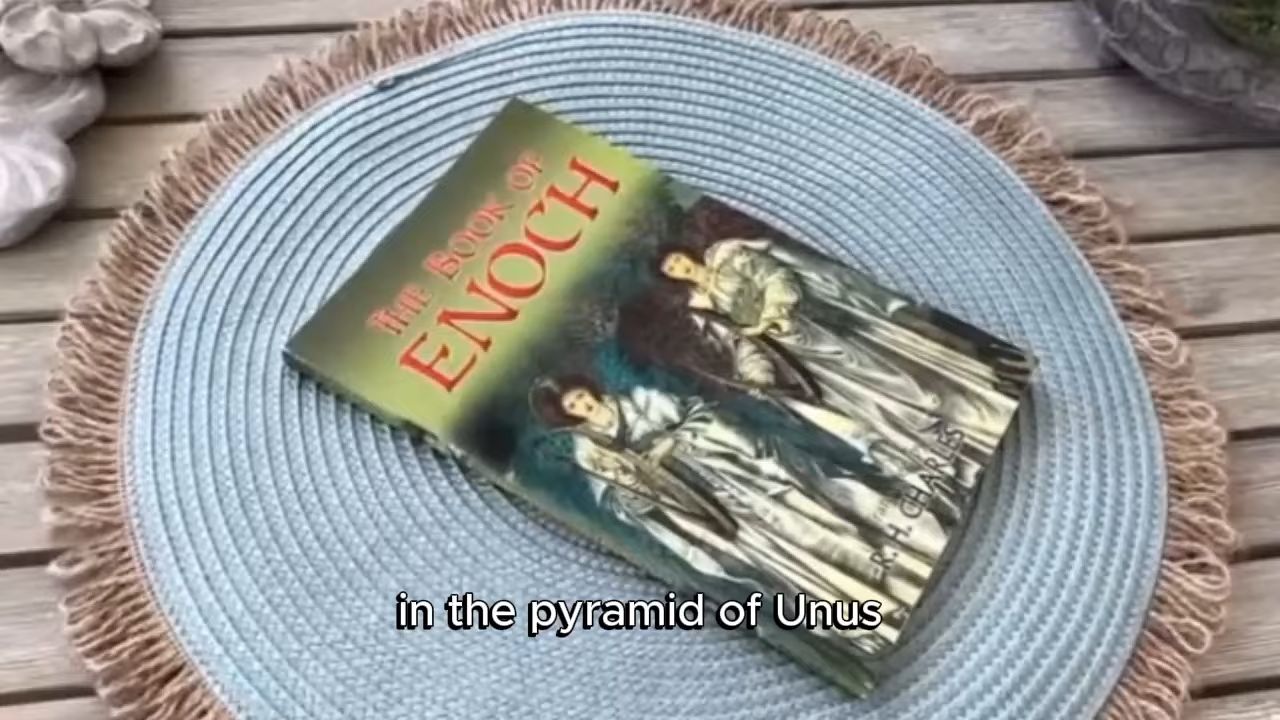 THE BOOK OF
ENOCH
R. H. CHARLES
in the pyramid of Unus